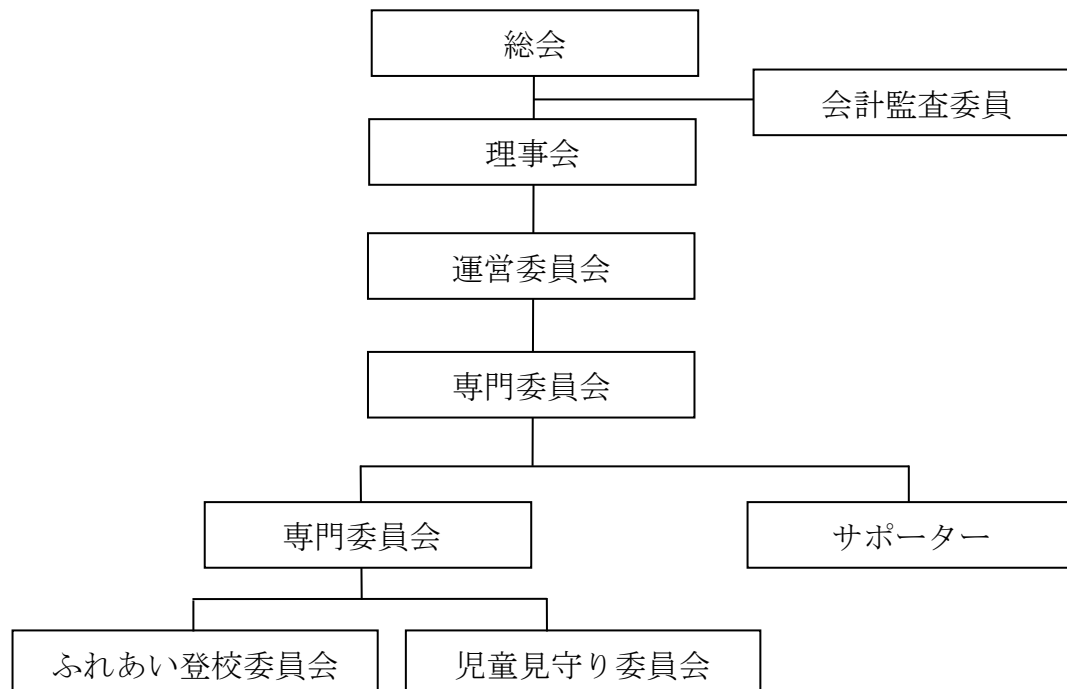 総会
会計監査委員
理事会
運営委員会
専門委員会
専門委員会
サポーター
ふれあい登校委員会
児童見守り委員会